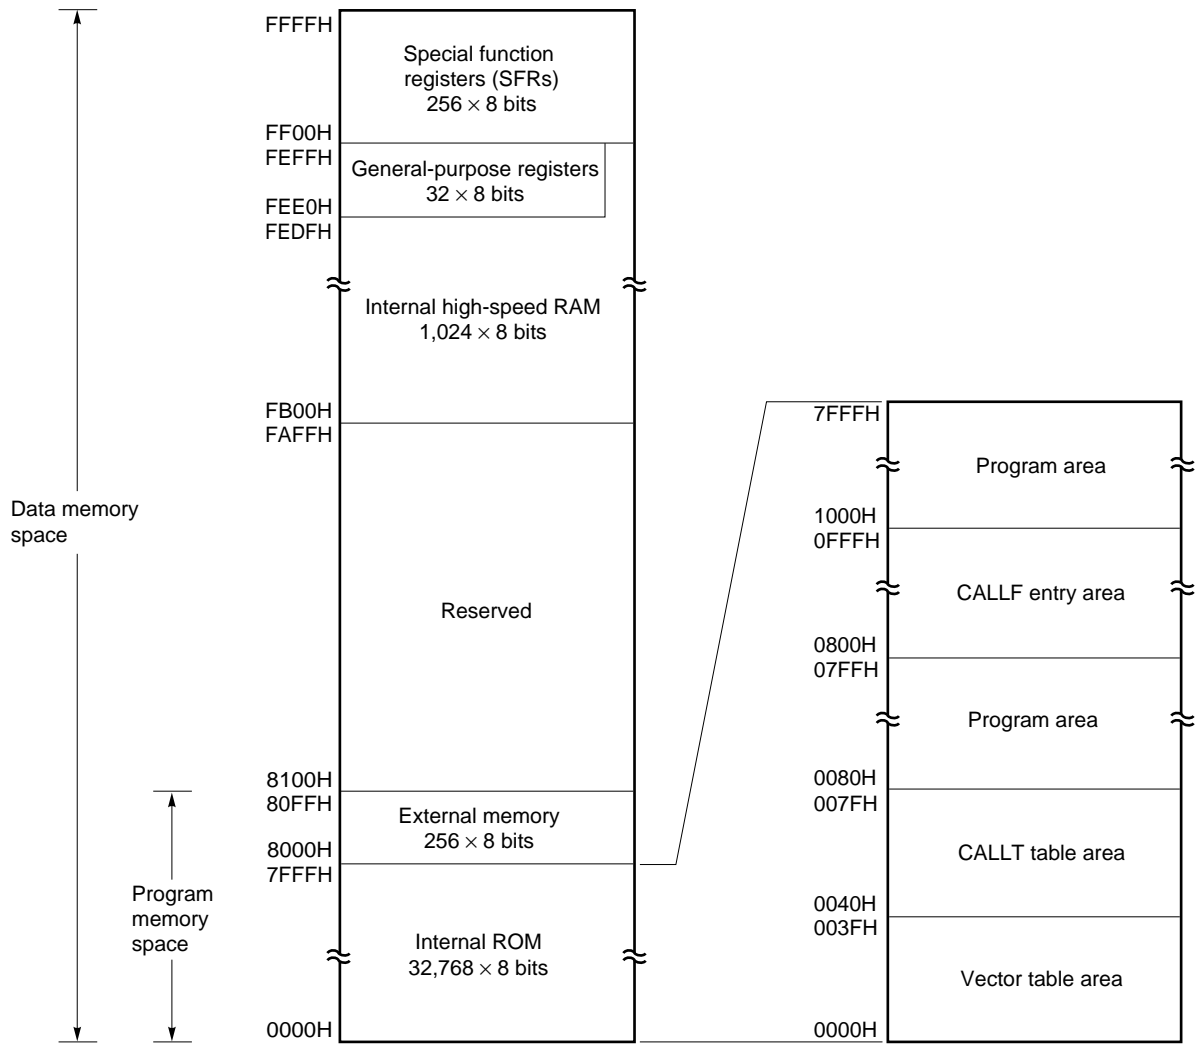 FFFFH
Special function
registers (SFRs)
256 × 8 bits
FF00H
FEFFH
General-purpose registers
32 × 8 bits
FEE0H
FEDFH
Internal high-speed RAM
1,024 × 8 bits
FB00H
FAFFH
Data memory
space
Reserved
8100H
80FFH
External memory
256 × 8 bits
8000H
7FFFH
Program
memory
space
Internal ROM
32,768 × 8 bits
0000H
7FFFH
Program area
1000H
0FFFH
CALLF entry area
0800H
07FFH
Program area
0080H
007FH
CALLT table area
0040H
003FH
Vector table area
0000H